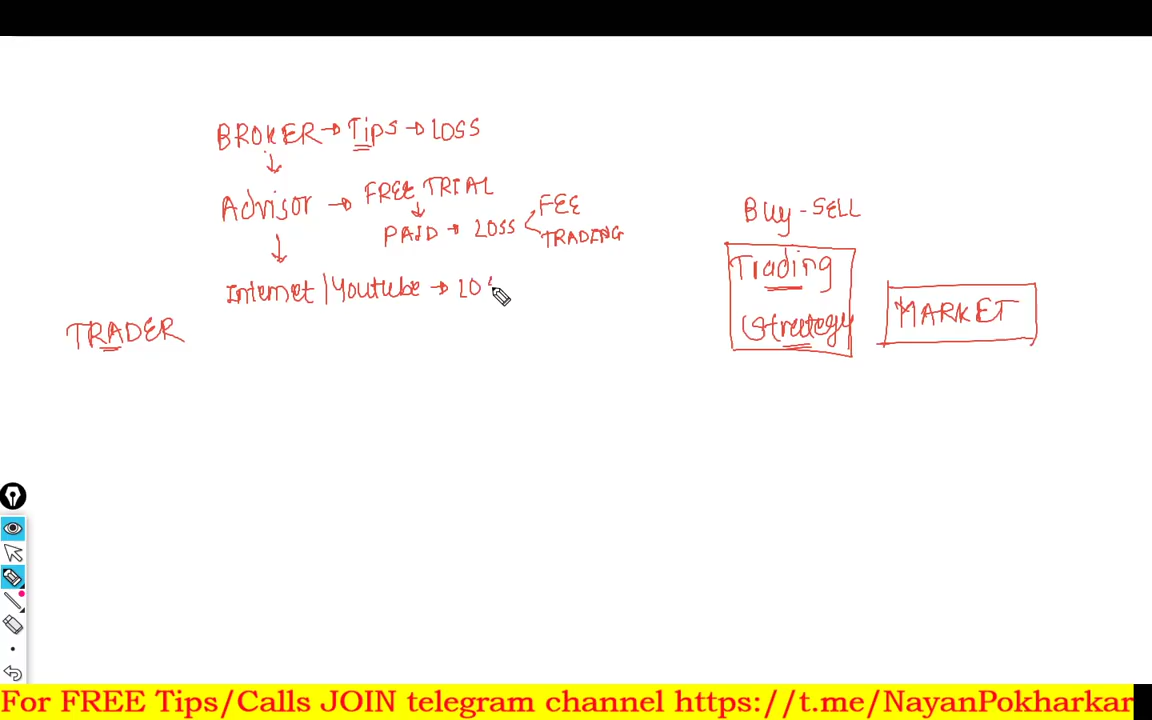 BROKER → Tips → LOSS
↓
Advisor → FREE TRIAL
↓
PAID → LOSS
FEE
TRADING
↓
Internet | Youtube → LO
TRADER
Buy - SELL
Trading
Strategy
MARKET
For FREE Tips/Calls JOIN telegram channel https://t.me/NayanPokharkar